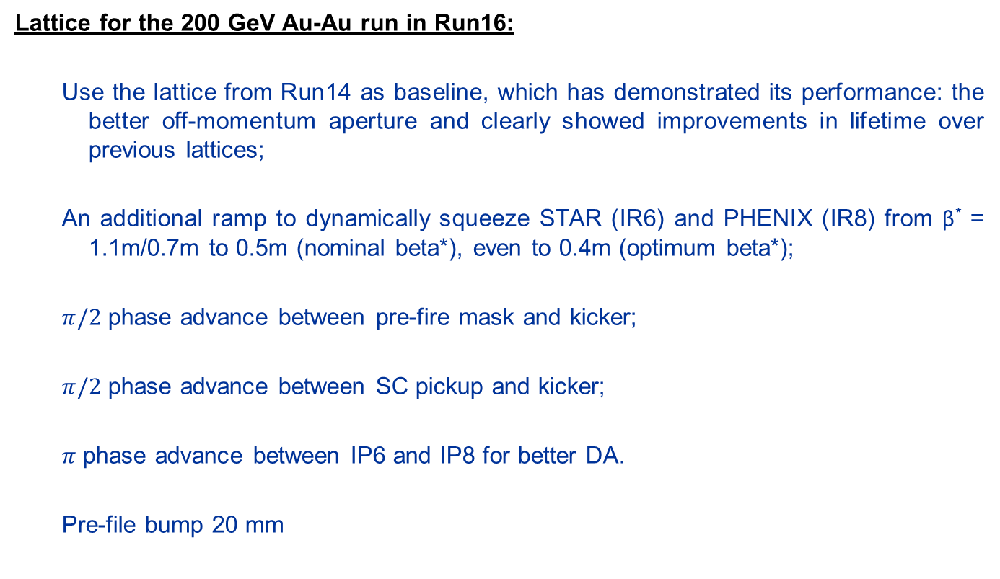 Lattice for the 200 GeV Au-Au run in Run16:
Use the lattice from Run14 as baseline, which has demonstrated its performance: the
better off-momentum aperture and clearly showed improvements in lifetime over
previous lattices;
An additional ramp to dynamically squeeze STAR (IR6) and PHENIX (IR8) from β* =
1.1m/0.7m to 0.5m (nominal beta*), even to 0.4m (optimum beta*);
π/2 phase advance between pre-fire mask and kicker;
π/2 phase advance between SC pickup and kicker;
π phase advance between IP6 and IP8 for better DA.
Pre-file bump 20 mm